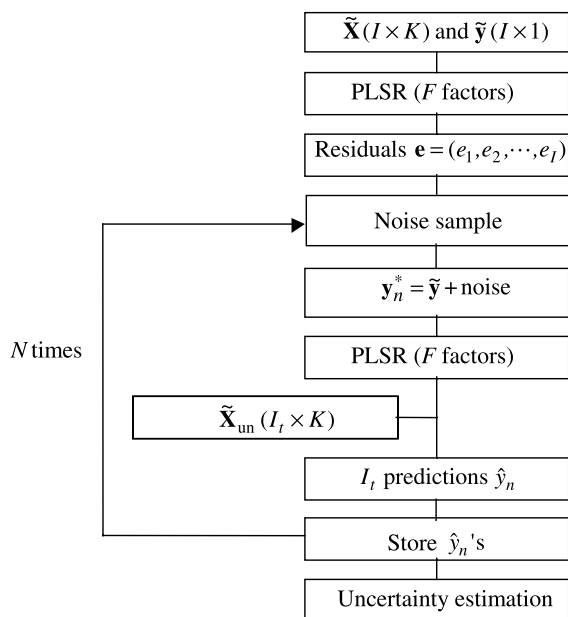 X̃ (I × K) and ỹ (I × 1)
PLSR (F factors)
Residuals e = (e₁, e₂, ⋯, e_I)
Noise sample
y*ₙ = ỹ + noise
N times
PLSR (F factors)
X̃ᵤₙ (Iₜ × K)
Iₜ predictions ŷₙ
Store ŷₙ's
Uncertainty estimation